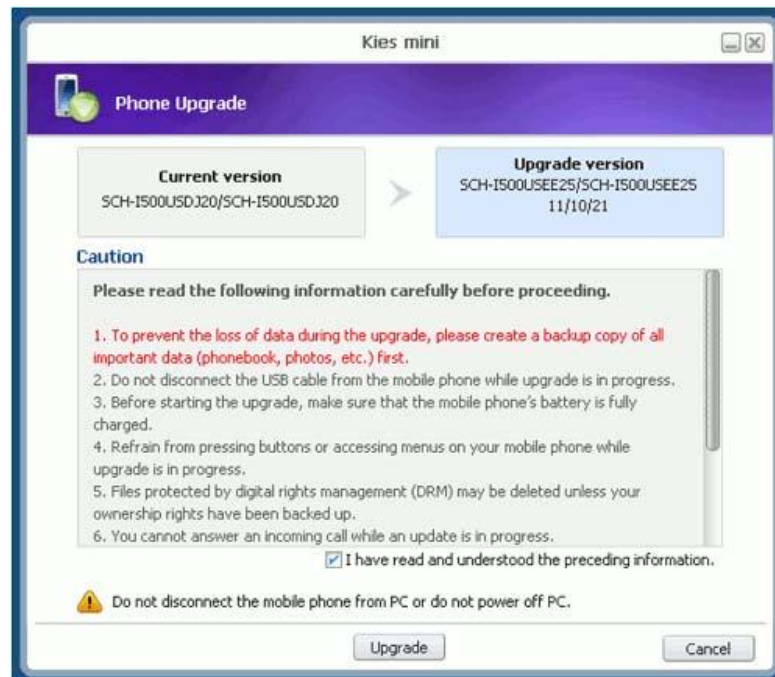 Kies mini
Phone Upgrade
Current version
SCH-I500USDJ20/SCH-I500USDJ20
Upgrade version
SCH-I500USEE25/SCH-I500USEE25
11/10/21
Caution
Please read the following information carefully before proceeding.
1. To prevent the loss of data during the upgrade, please create a backup copy of all
important data (phonebook, photos, etc.) first.
2. Do not disconnect the USB cable from the mobile phone while upgrade is in progress.
3. Before starting the upgrade, make sure that the mobile phone's battery is fully
charged.
4. Refrain from pressing buttons or accessing menus on your mobile phone while
upgrade is in progress.
5. Files protected by digital rights management (DRM) may be deleted unless your
ownership rights have been backed up.
6. You cannot answer an incoming call while an update is in progress.
I have read and understood the preceding information.
Do not disconnect the mobile phone from PC or do not power off PC.
Upgrade
Cancel